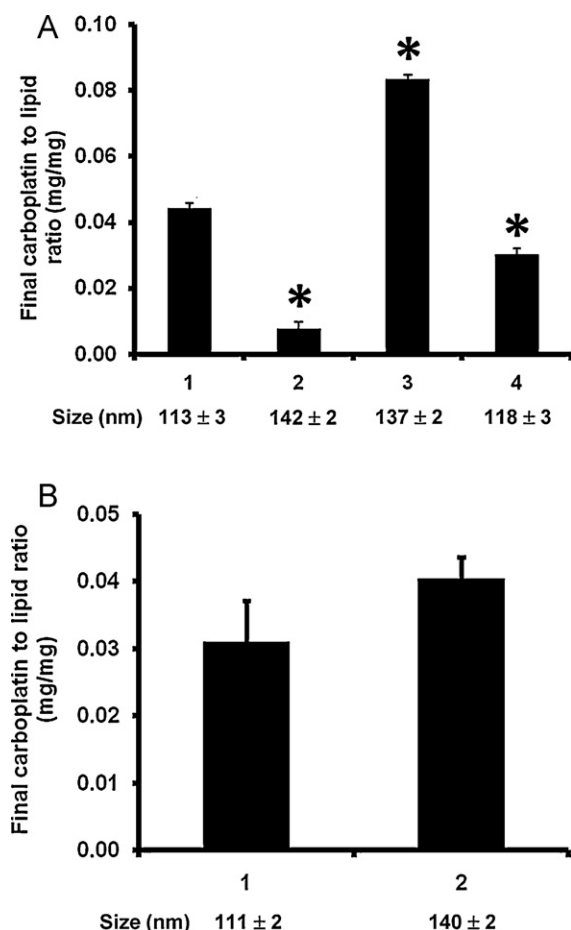 A
Final carboplatin to lipid
ratio (mg/mg)
0.10
0.08
0.06
0.04
0.02
0.00
*
*
*
1 2 3 4
Size (nm) 113 ± 3 142 ± 2 137 ± 2 118 ± 3
B
Final carboplatin to lipid ratio
(mg/mg)
0.05
0.04
0.03
0.02
0.01
0.00
1 2
Size (nm) 111 ± 2 140 ± 2